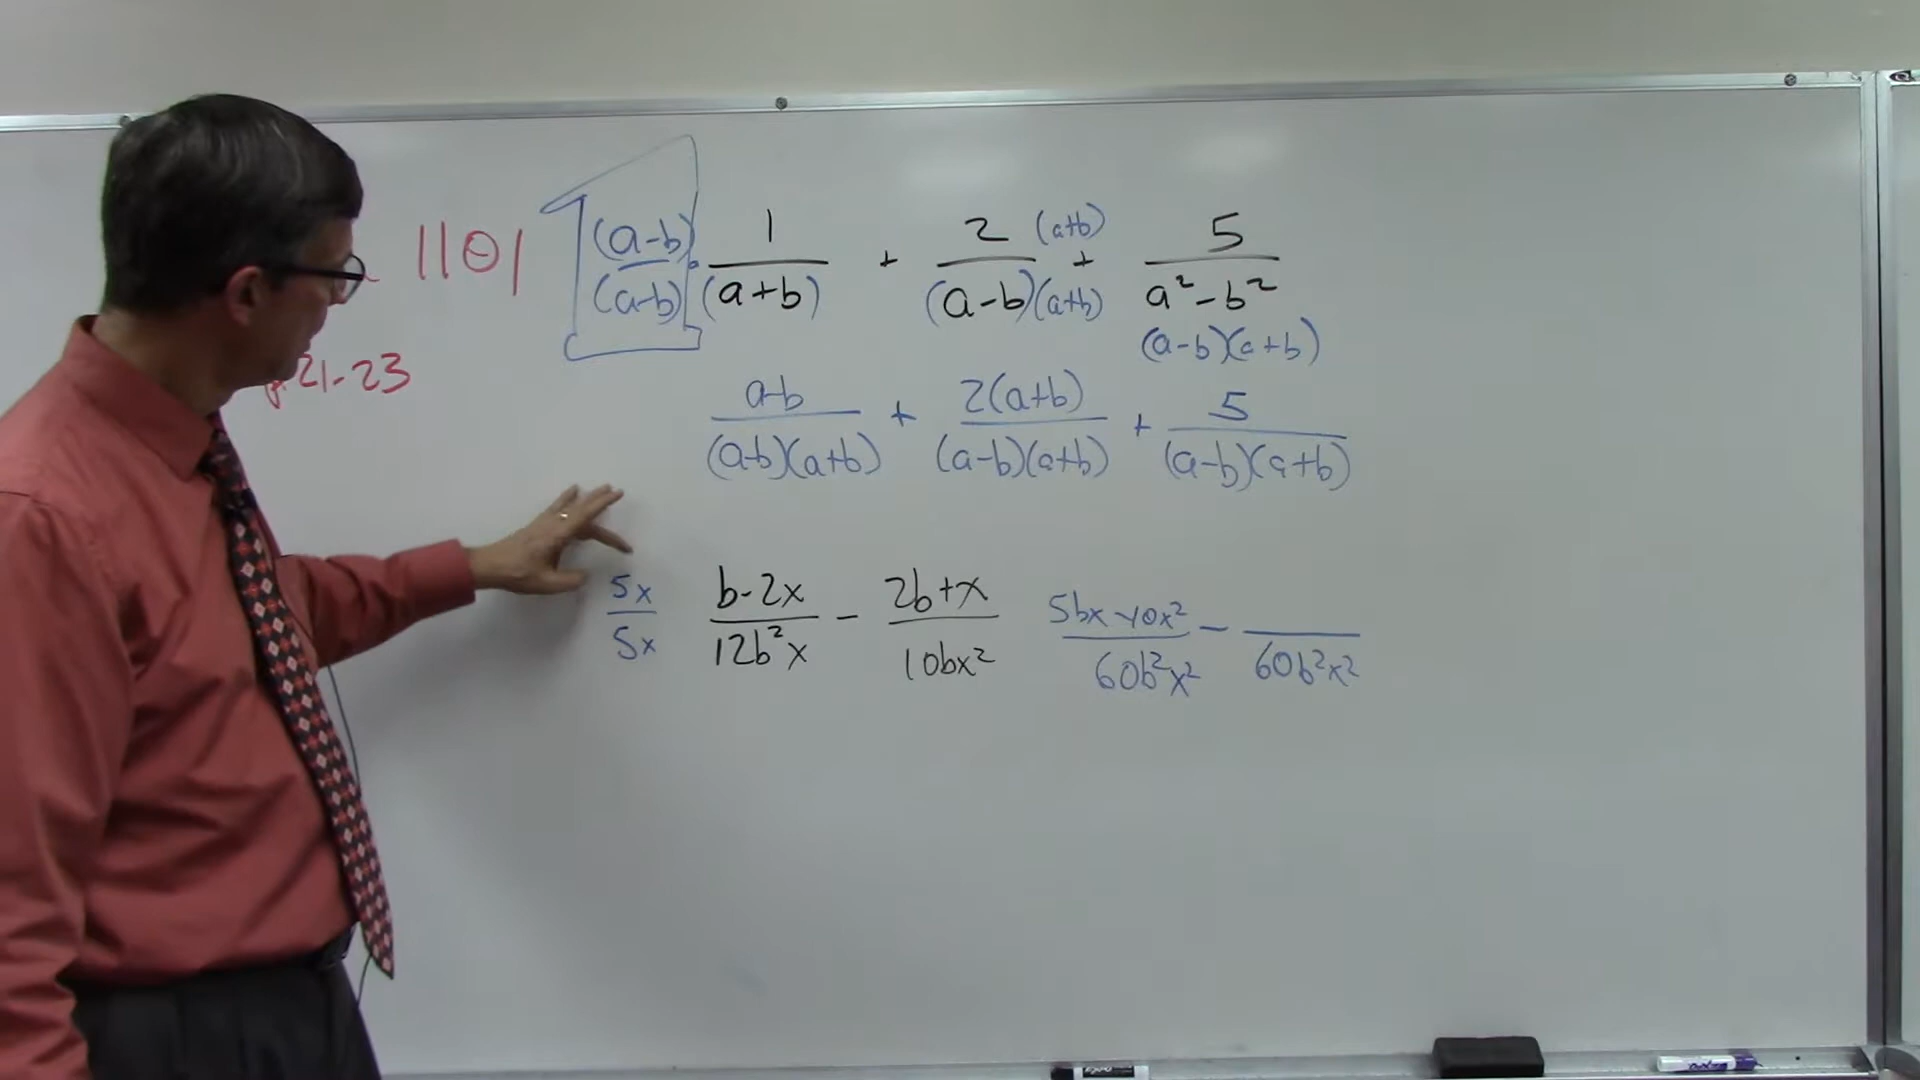 1101
p.21-23
(a-b)/(a-b) · 1/(a+b) + 2(a+b)/(a-b)(a+b) + 5/(a²-b²)
(a-b)(a+b)
a-b/(a-b)(a+b) + 2(a+b)/(a-b)(a+b) + 5/(a-b)(a+b)
5x/5x b-2x/12b²x - 2b+x/10bx² 5bx-10x²/60b²x² - /60b²x²